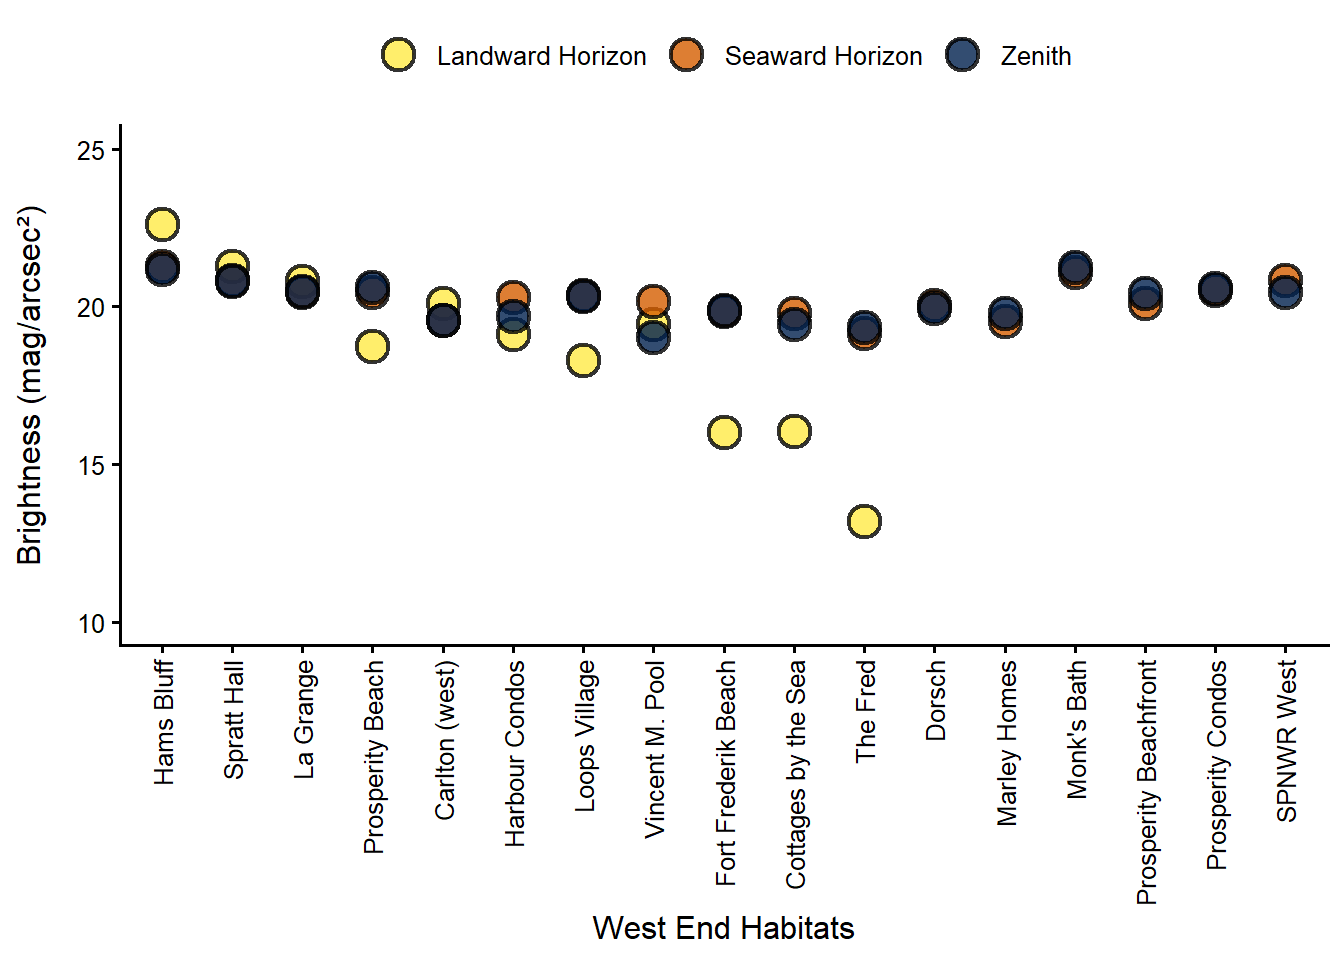 Landward Horizon
Seaward Horizon
Zenith
Brightness (mag/arcsec²)
25
20
15
10
Hams Bluff
Spratt Hall
La Grange
Prosperity Beach
Carlton (west)
Harbour Condos
Loops Village
Vincent M. Pool
Fort Frederik Beach
Cottages by the Sea
The Fred
Dorsch
Marley Homes
Monk's Bath
Prosperity Beachfront
Prosperity Condos
SPNWR West
West End Habitats